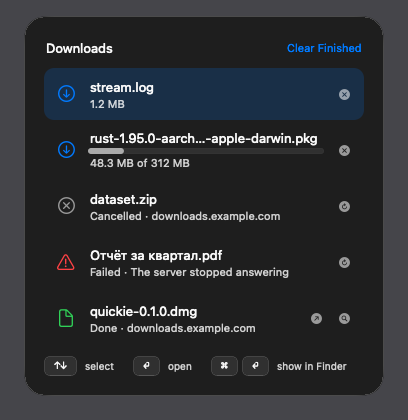 Downloads
Clear Finished
stream.log
1.2 MB
rust-1.95.0-aarch...-apple-darwin.pkg
48.3 MB of 312 MB
dataset.zip
Cancelled · downloads.example.com
Отчёт за квартал.pdf
Failed · The server stopped answering
quickie-0.1.0.dmg
Done · downloads.example.com
↑↓ select ↩ open ⌘ ↩ show in Finder